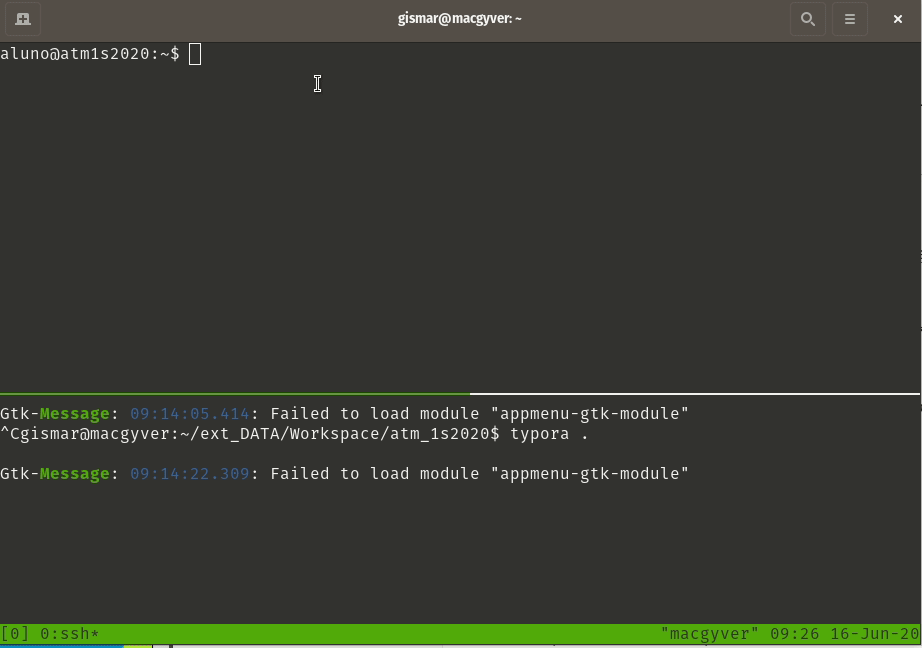 gismar@macgyver: ~
aluno@atm1s2020:~$
Gtk-Message: 09:14:05.414: Failed to load module "appmenu-gtk-module"
^Cgismar@macgyver:~/ext_DATA/Workspace/atm_1s2020$ typora .
Gtk-Message: 09:14:22.309: Failed to load module "appmenu-gtk-module"
[0] 0:ssh* "macgyver" 09:26 16-Jun-20